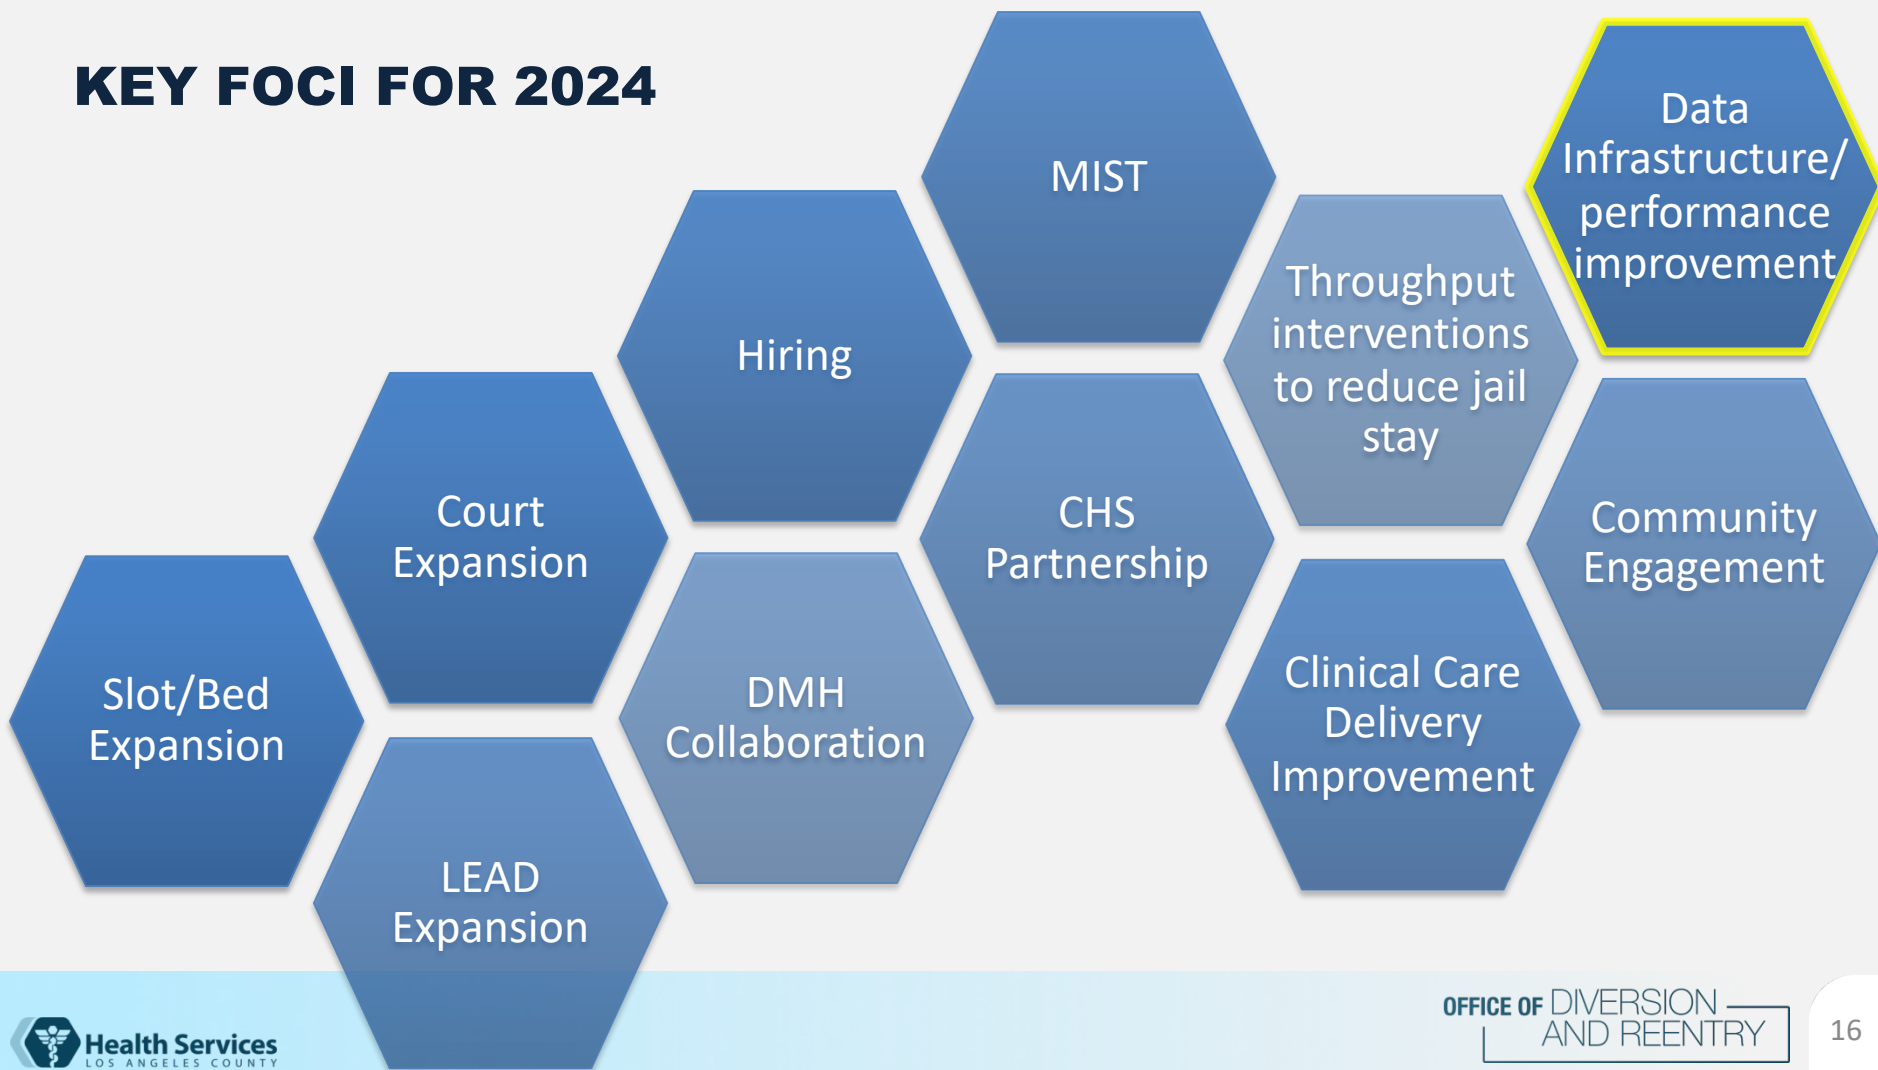 KEY FOCI FOR 2024
MIST
Data
Infrastructure/
performance
improvement
Hiring
Throughput
interventions
to reduce jail
stay
Court
Expansion
CHS
Partnership
Community
Engagement
Slot/Bed
Expansion
DMH
Collaboration
Clinical Care
Delivery
Improvement
LEAD
Expansion
Health Services
LOS ANGELES COUNTY
OFFICE OF DIVERSION
AND REENTRY
16